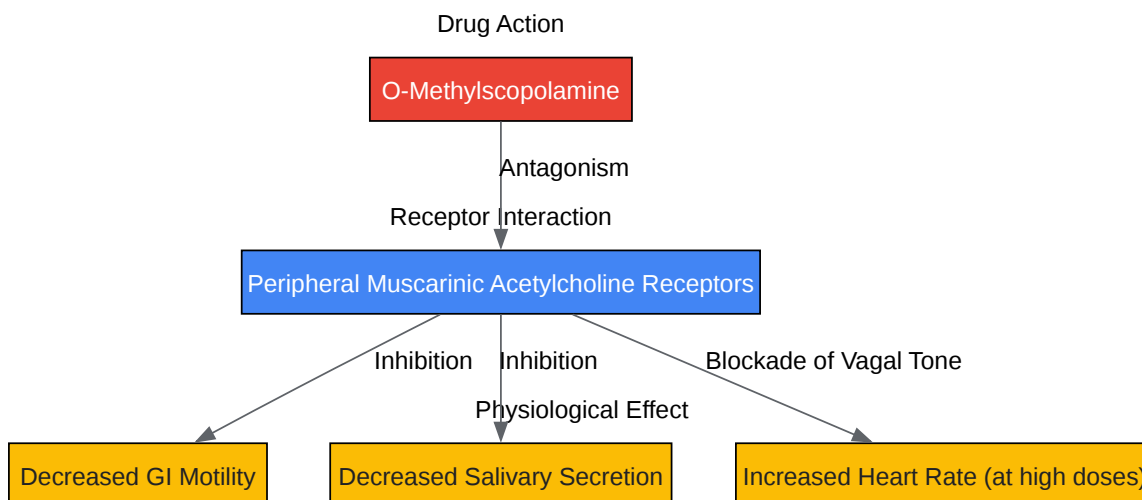 Drug Action
O-Methylscopolamine
Antagonism
Receptor Interaction
Peripheral Muscarinic Acetylcholine Receptors
Inhibition
Inhibition
Blockade of Vagal Tone
Physiological Effect
Decreased GI Motility
Decreased Salivary Secretion
Increased Heart Rate (at high doses)